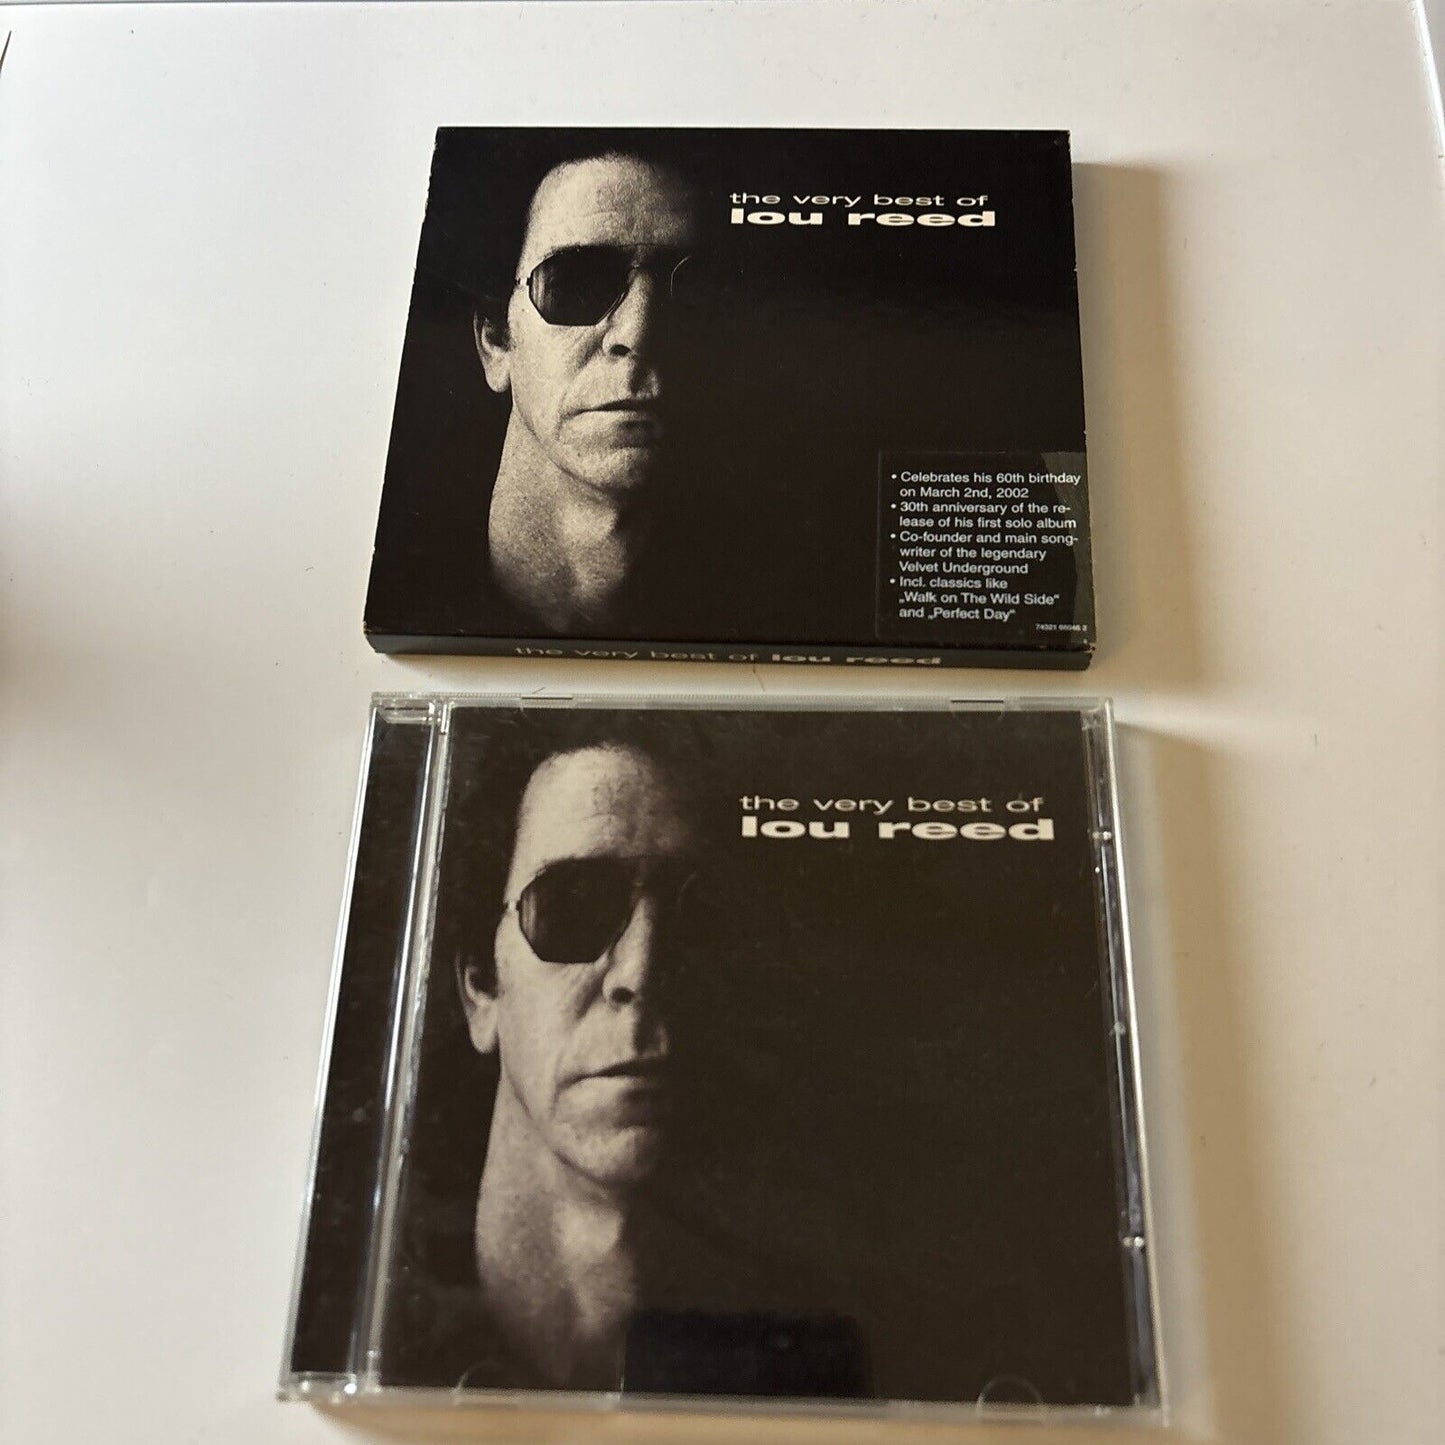 the very best of
lou reed
• Celebrates his 60th birthday
on March 2nd, 2002
• 30th anniversary of the re-
lease of his first solo album
• Co-founder and main song-
writer of the legendary
Velvet Underground
• Incl. classics like
„Walk on The Wild Side“
and „Perfect Day“
the very best of lou reed
the very best of
lou reed